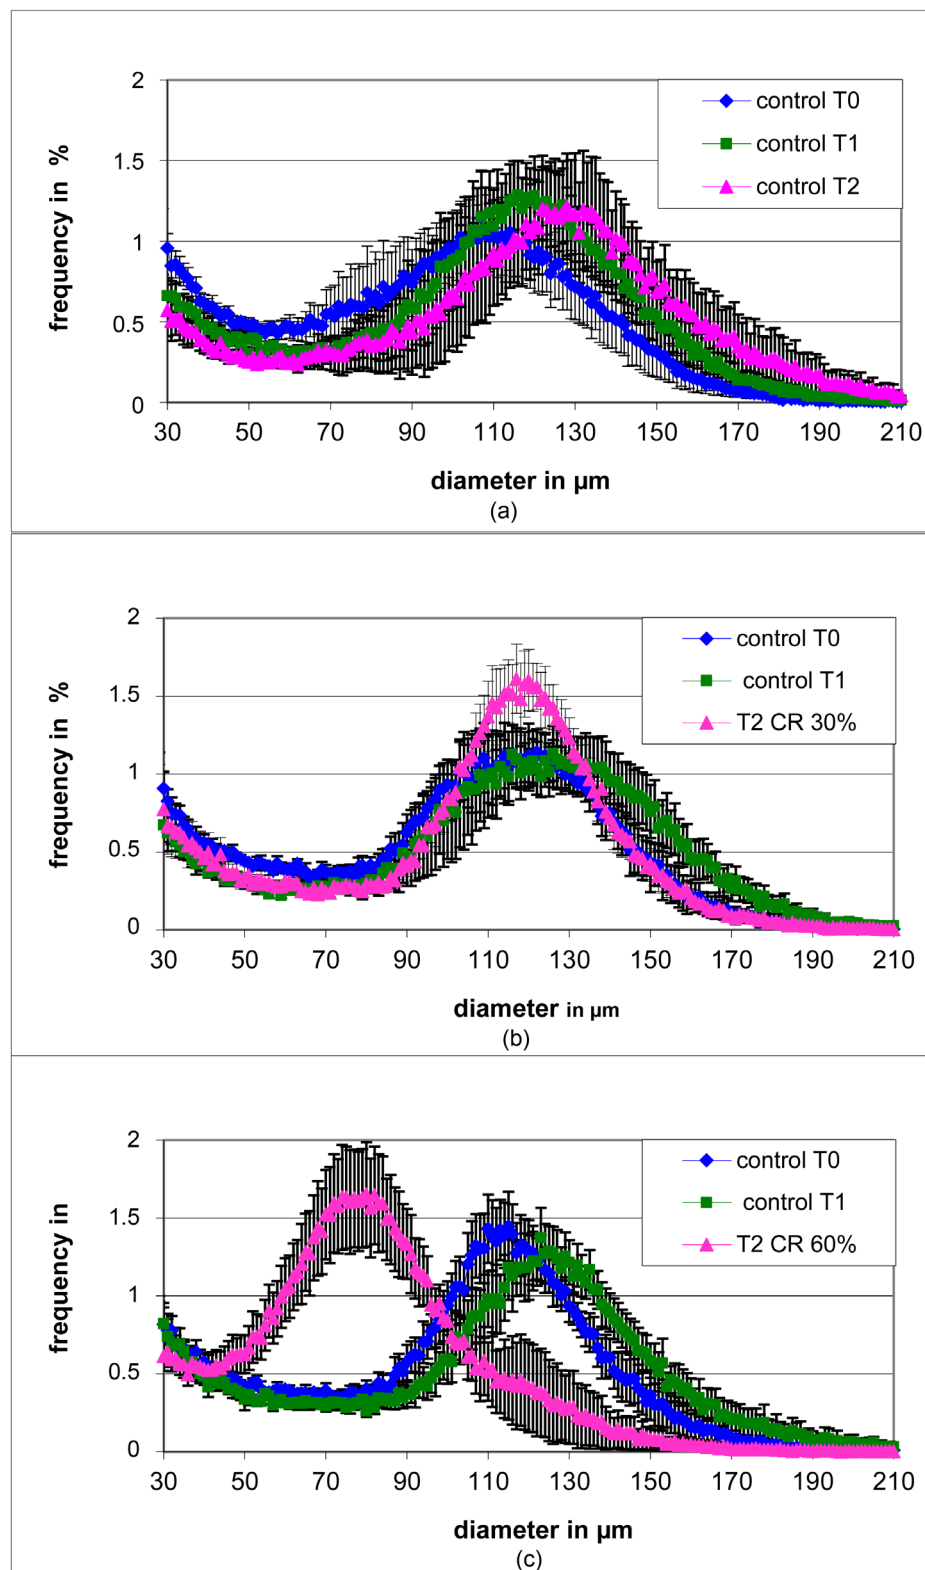 2
control T0
1.5
control T1
control T2
1
0.5
0
frequency in %
30 50 70 90 110 130 150 170 190 210
diameter in µm
(a)
2
control T0
1.5
control T1
T2 CR 30%
1
0.5
0
frequency in %
30 50 70 90 110 130 150 170 190 210
diameter in µm
(b)
2
control T0
1.5
control T1
T2 CR 60%
1
0.5
0
frequency in
30 50 70 90 110 130 150 170 190 210
diameter in µm
(c)